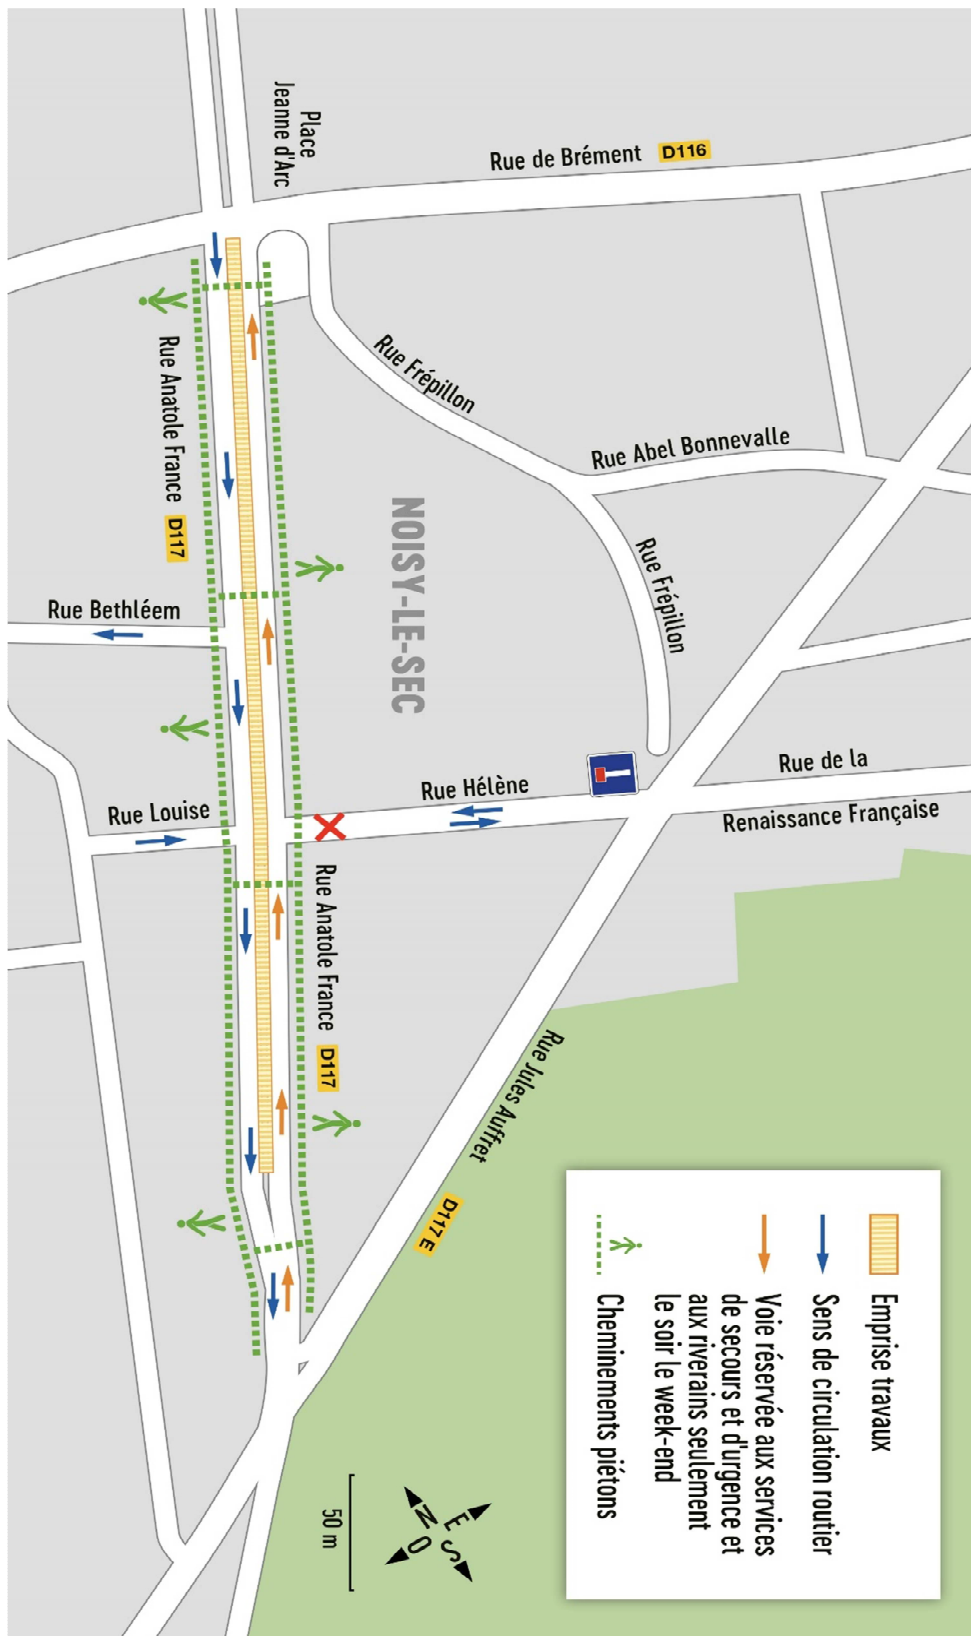 Place
Jeanne d'Arc
Rue de Brément D116
Rue Frépillon
Rue Abel Bonnevalle
Rue Anatole France D117
NOISY-LE-SEC
Rue Frépillon
Rue Bethléem
Rue Louise
Rue Hélène
Rue de la
Renaissance Française
Rue Anatole France D117
Rue Jules Auffret
D117 E
Emprise travaux
Sens de circulation routier
Voie réservée aux services
de secours et d'urgence et
aux riverains seulement
le soir le week-end
Cheminements piétons
N
E
S
O
50 m